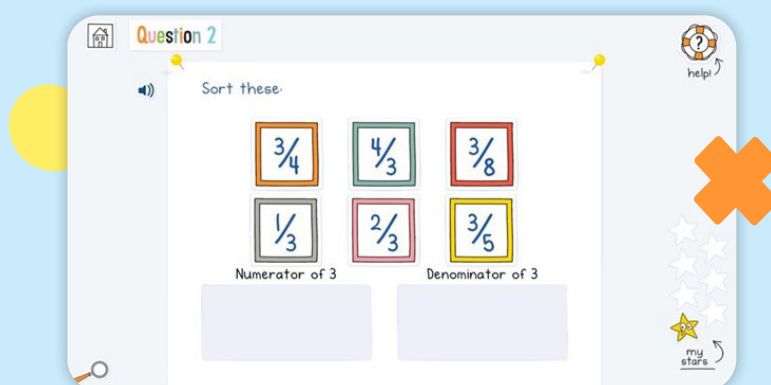 Question 2
?
help!
Sort these:
3/4 4/3 3/8
1/3 2/3 3/5
Numerator of 3 Denominator of 3
my
stars